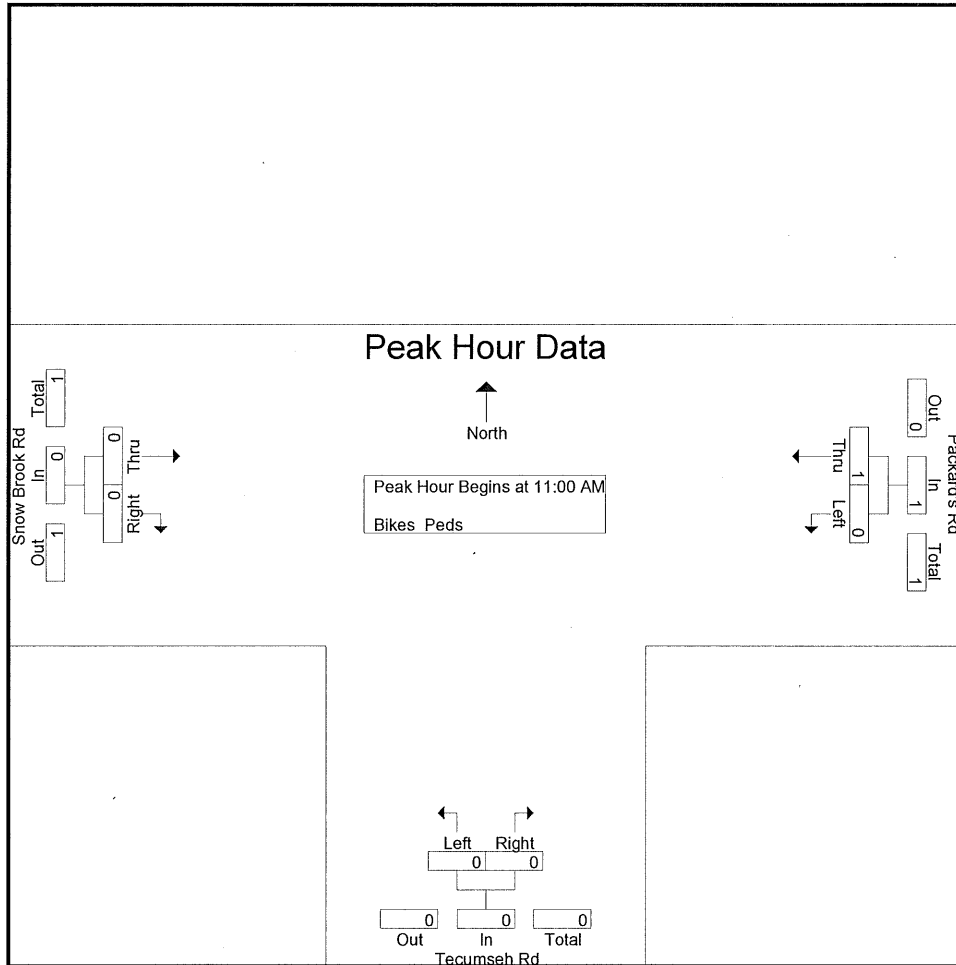 Peak Hour Data
North
Peak Hour Begins at 11:00 AM
Bikes Peds
Snow Brook Rd
Out In Total
1 0 1
Right Thru
0 0
Packard's Rd
Out In Total
0 1 1
Thru Left
1 0
Left Right
0 0
0 0 0
Out In Total
Tecumseh Rd